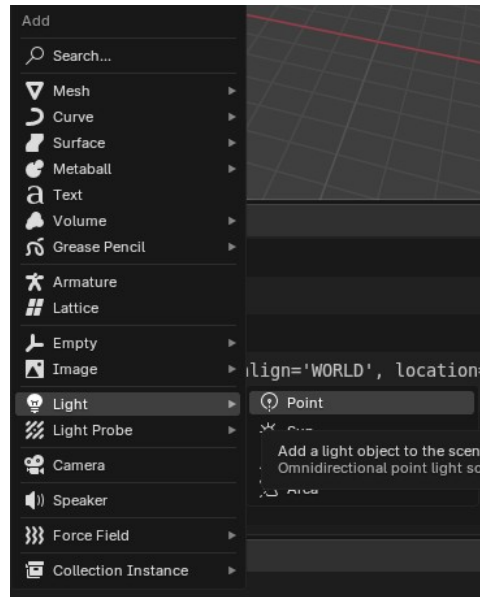 Add
Search...
Mesh
Curve
Surface
Metaball
Text
Volume
Grease Pencil
Armature
Lattice
Empty
Image
lign='WORLD', location=
Light
Point
Light Probe
Add a light object to the scen
Omnidirectional point light so
Camera
Area
Speaker
Force Field
Collection Instance